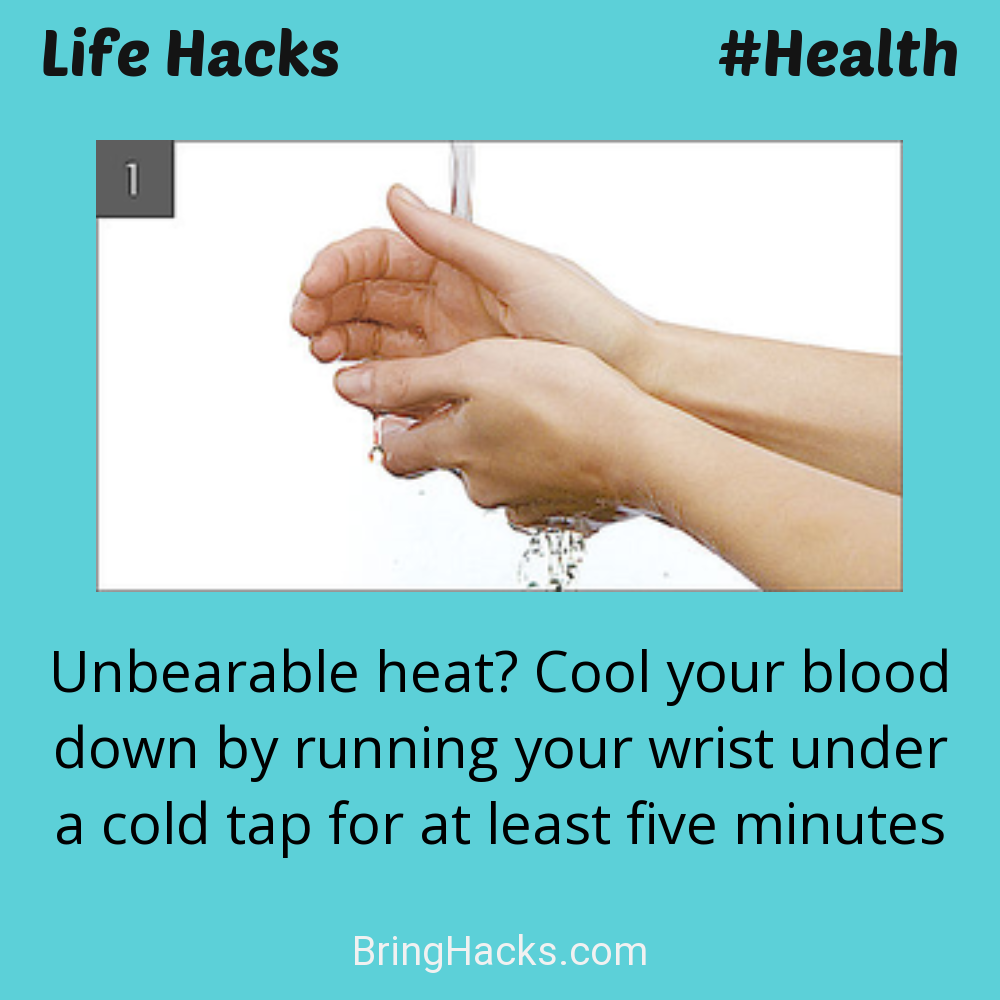 Life Hacks
#Health
1
Unbearable heat? Cool your blood
down by running your wrist under
a cold tap for at least five minutes
BringHacks.com